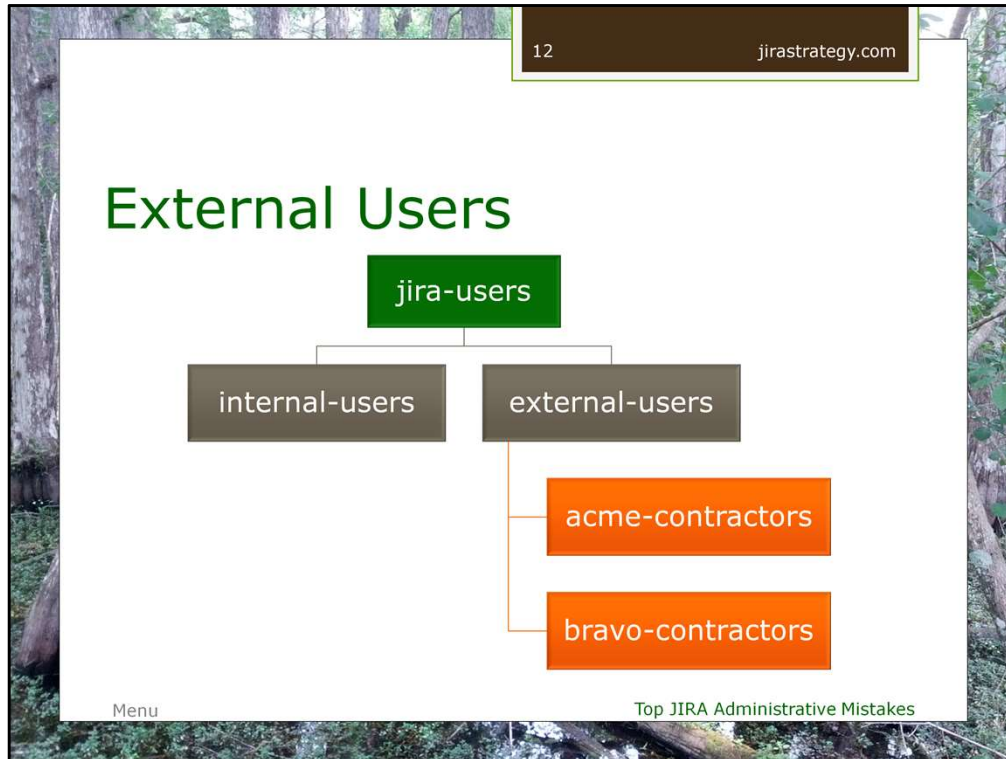 12 jirastrategy.com
External Users
jira-users
internal-users external-users
acme-contractors
bravo-contractors
Menu Top JIRA Administrative Mistakes